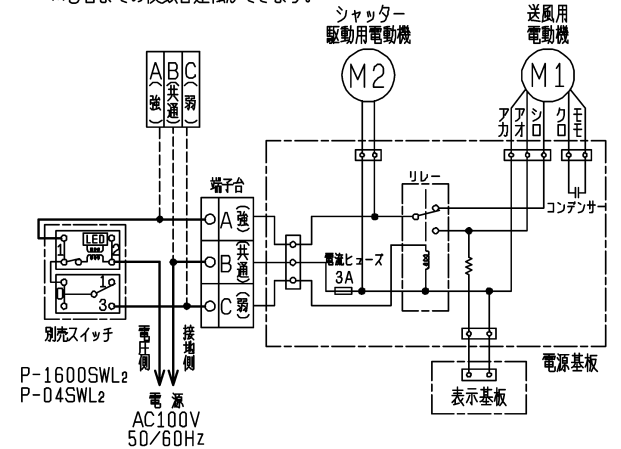 シャッター
駆動用電動機
送風用
電動機
M2
M1
A(強)
B(共通)
C(弱)
アカ
アオ
シロ
クロ
モモ
端子台
リレー
コンデンサー
A(強)
B(共通)
C(弱)
電流ヒューズ
3A
LED
1
2
0
1
3
別売スイッチ
P-1600SWL2
P-04SWL2
電圧側
接地側
電源
AC100V
50/60Hz
電源基板
表示基板